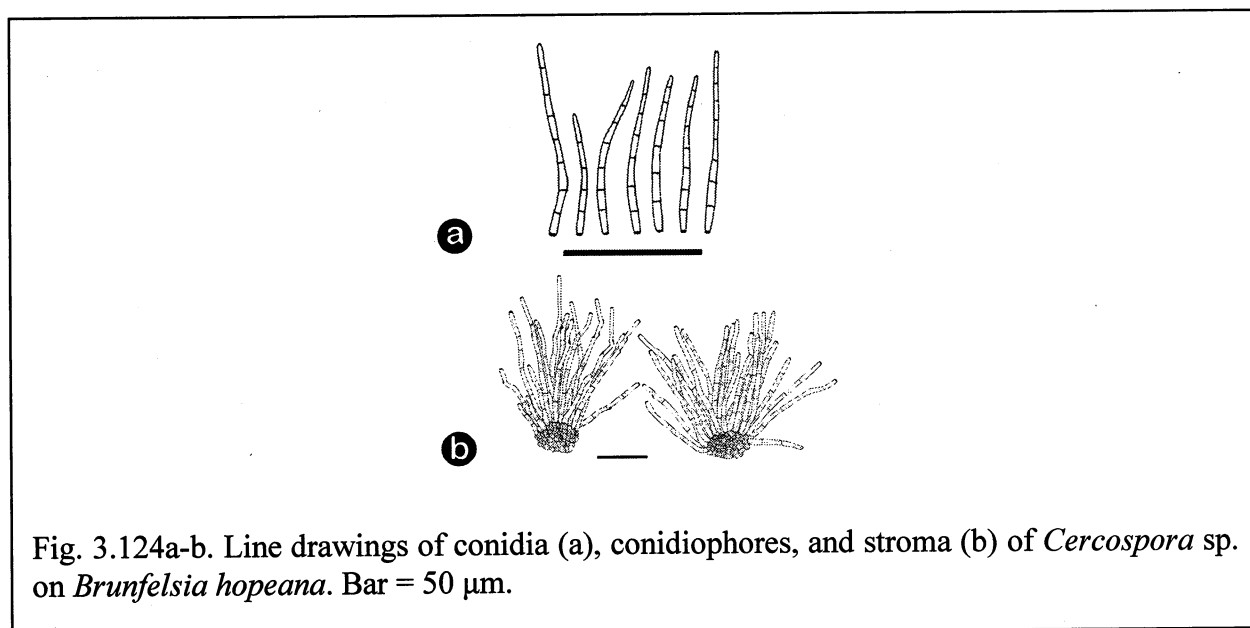 a
b
Fig. 3.124a-b. Line drawings of conidia (a), conidiophores, and stroma (b) of Cercospora sp.
on Brunfelsia hopeana. Bar = 50 µm.